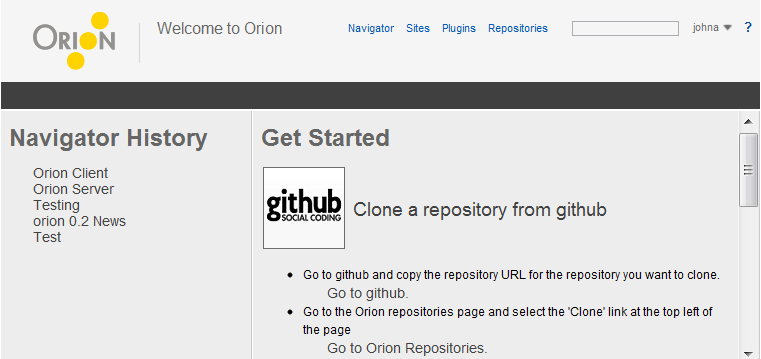 ORION
Welcome to Orion
Navigator Sites Plugins Repositories
johna
?
Navigator History
Orion Client
Orion Server
Testing
orion 0.2 News
Test
Get Started
github
SOCIAL CODING
Clone a repository from github
Go to github and copy the repository URL for the repository you want to clone.
Go to github.
Go to the Orion repositories page and select the 'Clone' link at the top left of
the page
Go to Orion Repositories.